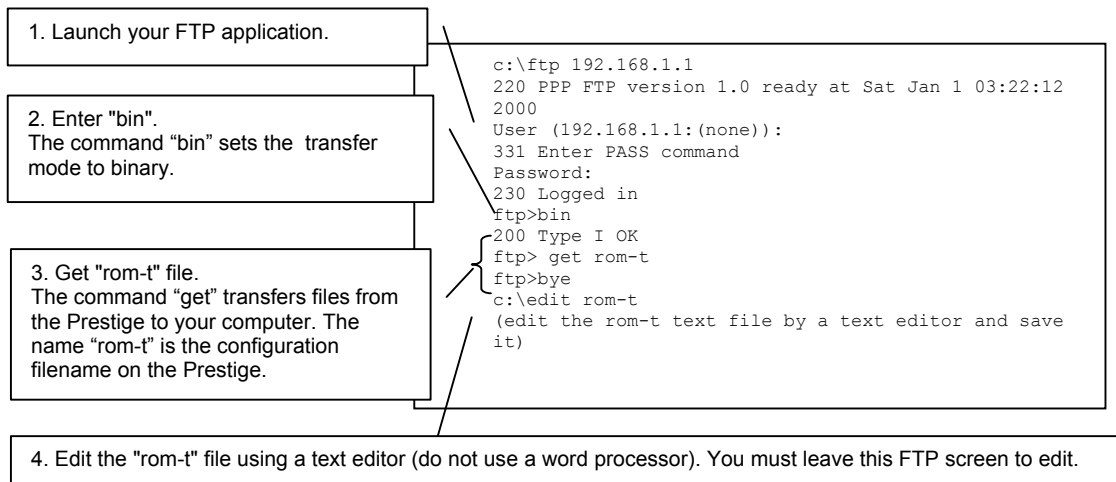 1. Launch your FTP application.
2. Enter "bin".
The command “bin” sets the transfer
mode to binary.
3. Get "rom-t" file.
The command “get” transfers files from
the Prestige to your computer. The
name “rom-t” is the configuration
filename on the Prestige.
c:\ftp 192.168.1.1
220 PPP FTP version 1.0 ready at Sat Jan 1 03:22:12
2000
User (192.168.1.1:(none)):
331 Enter PASS command
Password:
230 Logged in
ftp>bin
200 Type I OK
ftp> get rom-t
ftp>bye
c:\edit rom-t
(edit the rom-t text file by a text editor and save
it)
4. Edit the "rom-t" file using a text editor (do not use a word processor). You must leave this FTP screen to edit.